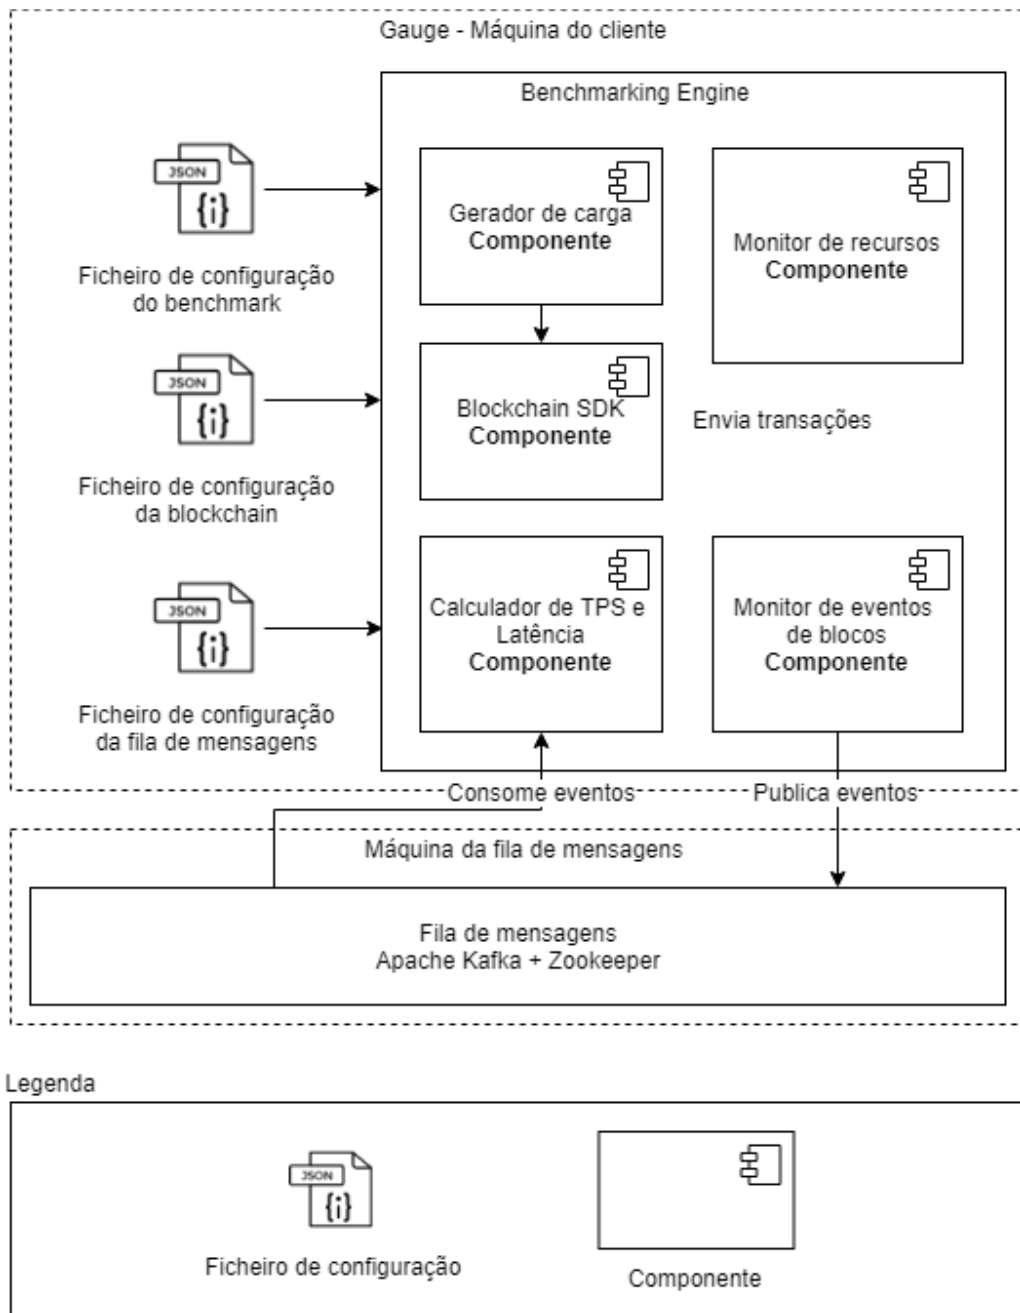 Gauge - Máquina do cliente
Benchmarking Engine
JSON
{i}
Ficheiro de configuração
do benchmark
Gerador de carga
Componente
Monitor de recursos
Componente
JSON
{i}
Ficheiro de configuração
da blockchain
Blockchain SDK
Componente
Envia transações
JSON
{i}
Ficheiro de configuração
da fila de mensagens
Calculador de TPS e
Latência
Componente
Monitor de eventos
de blocos
Componente
Consome eventos
Publica eventos
Máquina da fila de mensagens
Fila de mensagens
Apache Kafka + Zookeeper
Legenda
JSON
{i}
Ficheiro de configuração
Componente